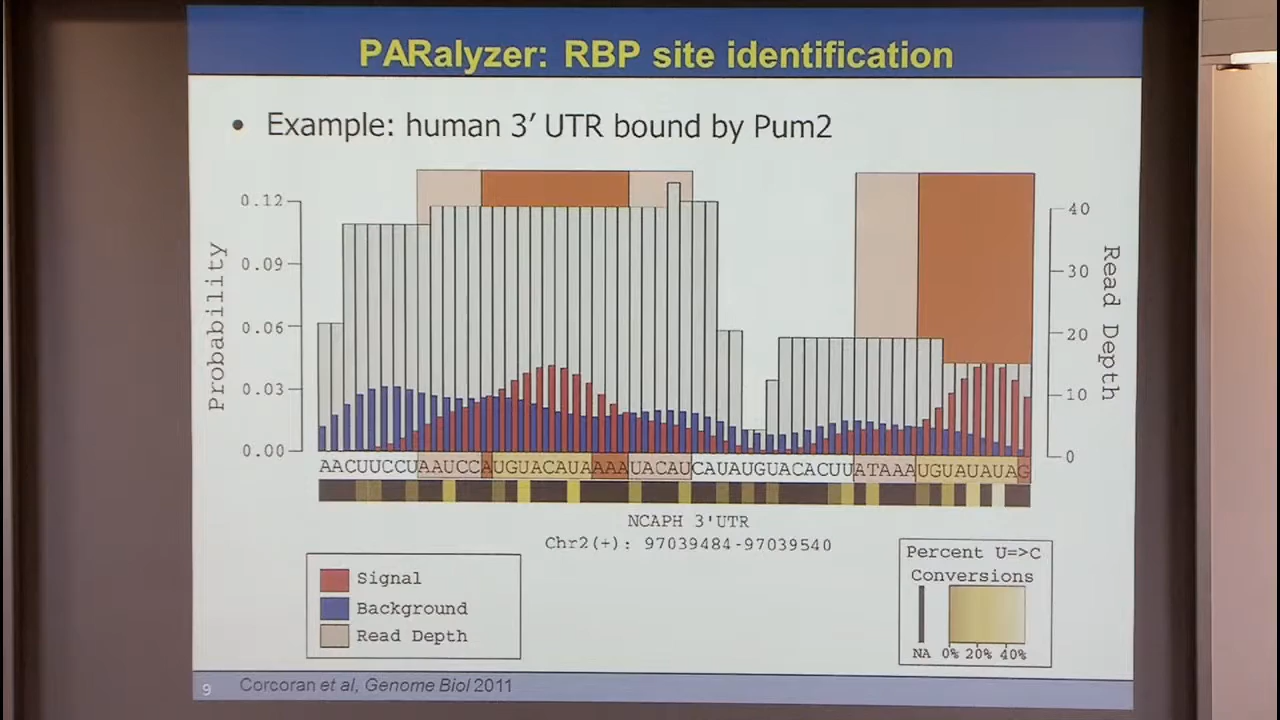 PARalyzer: RBP site identification
• Example: human 3′ UTR bound by Pum2
0.12
0.09
0.06
0.03
0.00
Probability
40
30
20
10
0
Read Depth
AACUUCCUAAUCCAUGUACAUAAAAUACAUCAUAUGUACACUUATAAAUGUAUAUAG
NCAPH 3'UTR
Chr2(+): 97039484-97039540
Signal
Background
Read Depth
Percent U=>C
Conversions
NA 0% 20% 40%
9 Corcoran et al, Genome Biol 2011